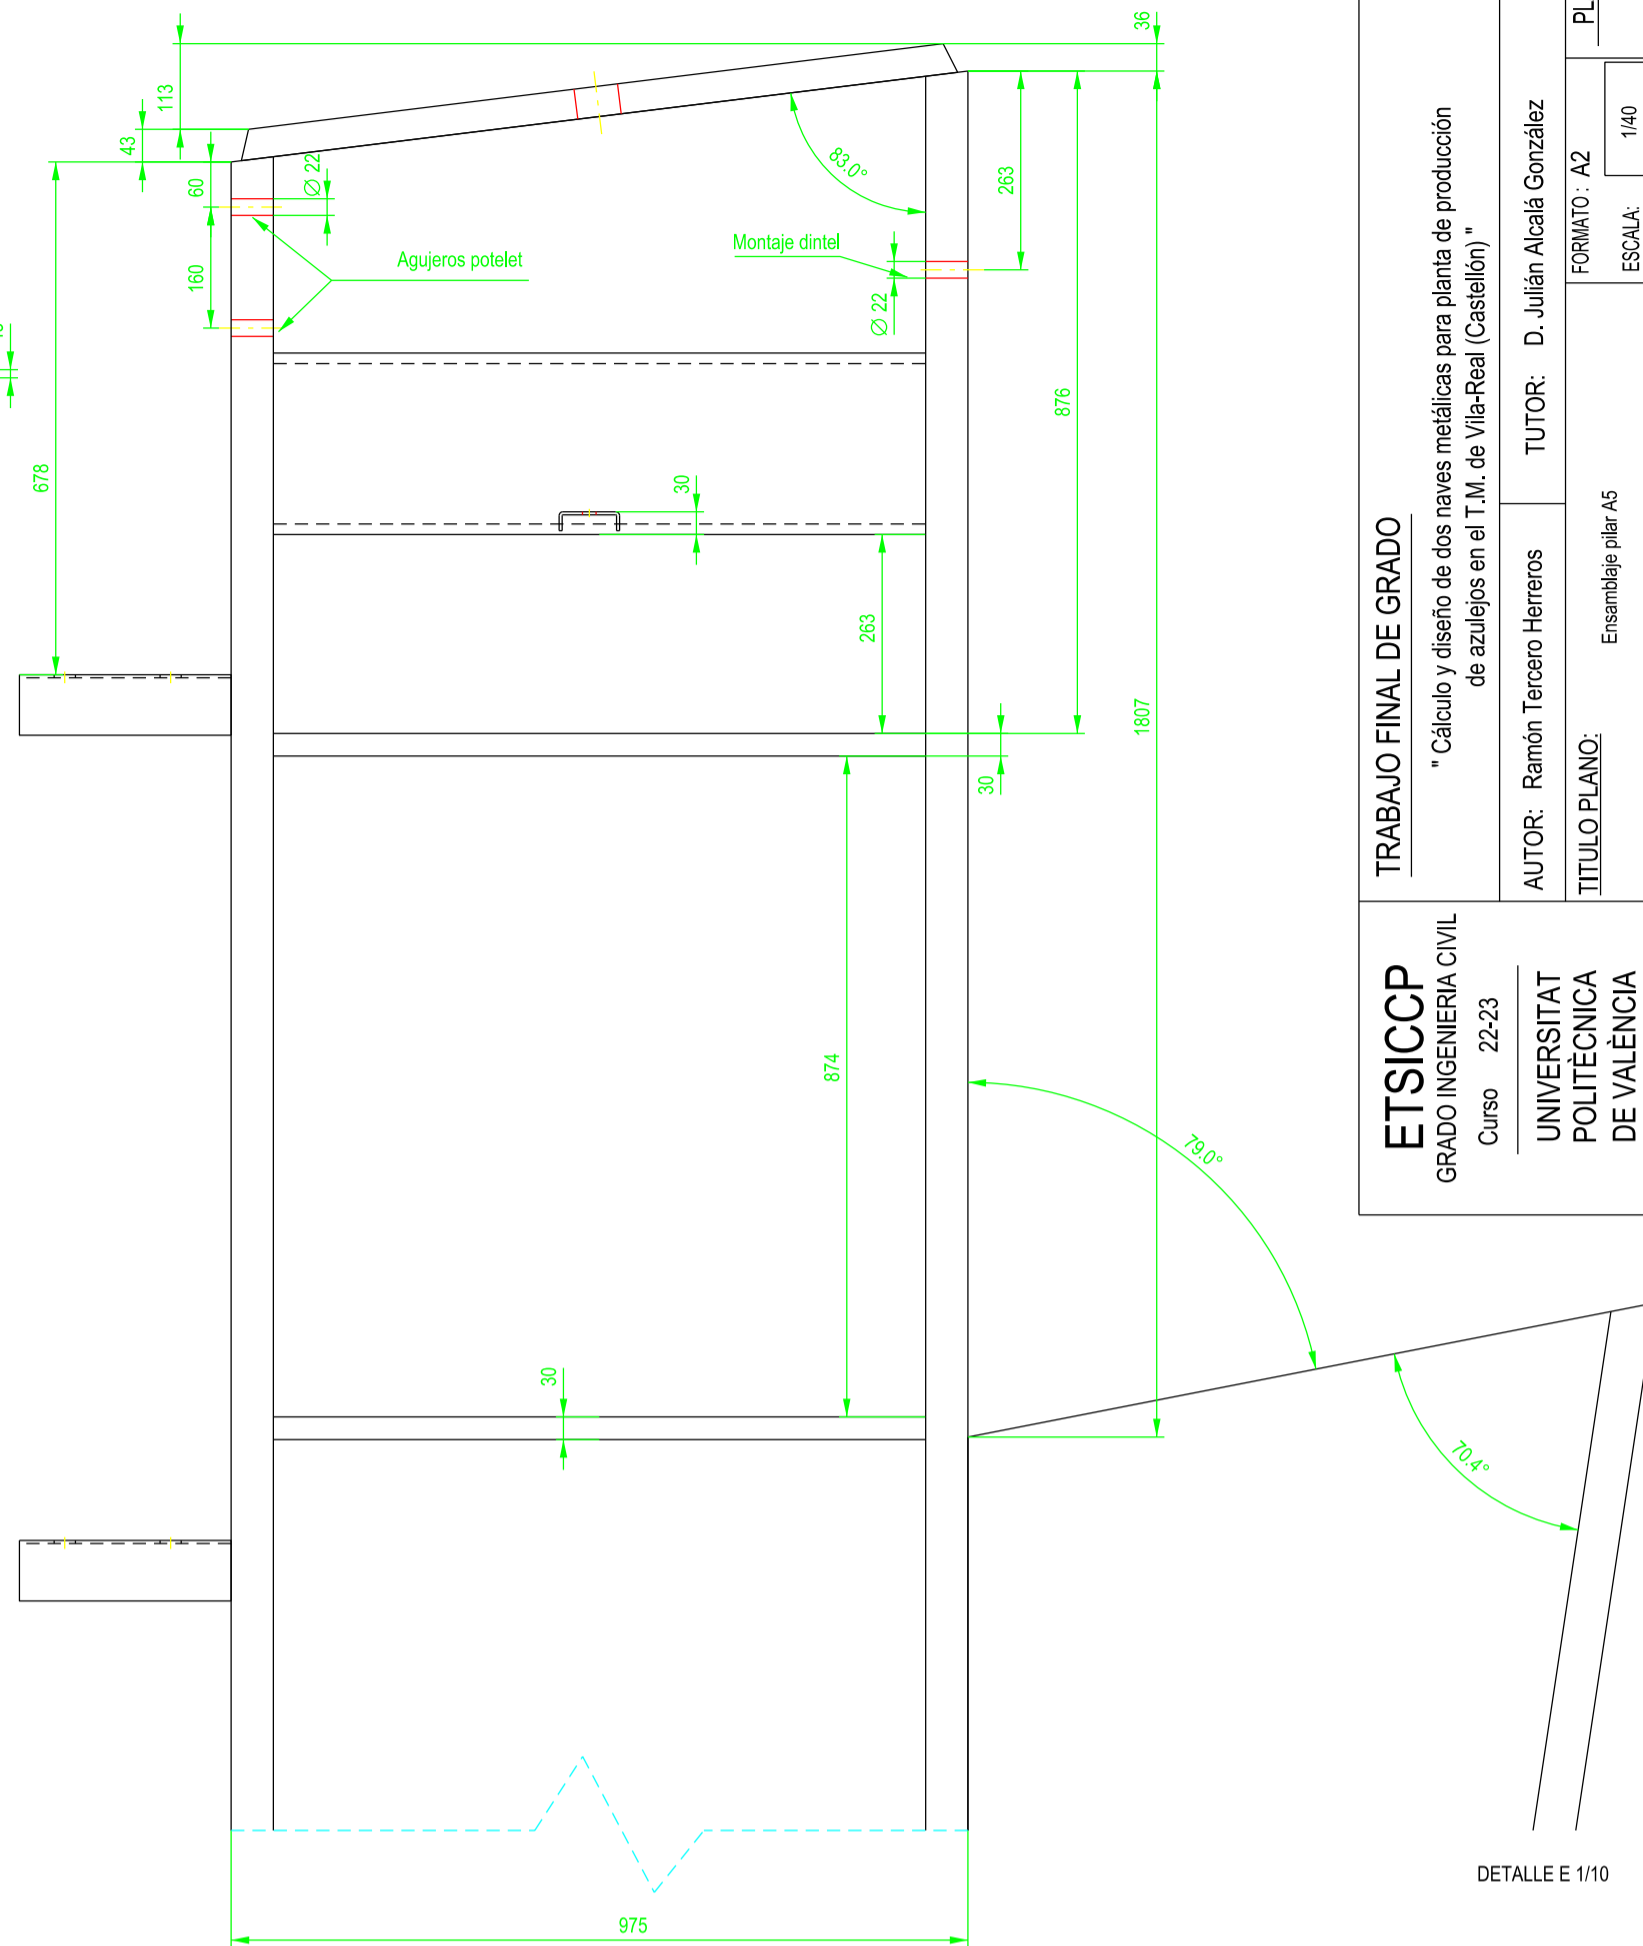 36
113
43
60
Ø 22
160
83.0°
263
Agujeros potelet
Montaje dintel
Ø 22
678
876
30
263
1807
30
874
79.0°
30
70.4°
975
DETALLE E 1/10
ETSICCP
GRADO INGENIERIA CIVIL
Curso 22-23
UNIVERSITAT
POLITÈCNICA
DE VALÈNCIA
TRABAJO FINAL DE GRADO
" Cálculo y diseño de dos naves metálicas para planta de producción
de azulejos en el T.M. de Vila-Real (Castellón) "
AUTOR: Ramón Tercero Herreros
TUTOR: D. Julián Alcalá González
TITULO PLANO:
Ensamblaje pilar A5
FORMATO : A2
ESCALA: 1/40